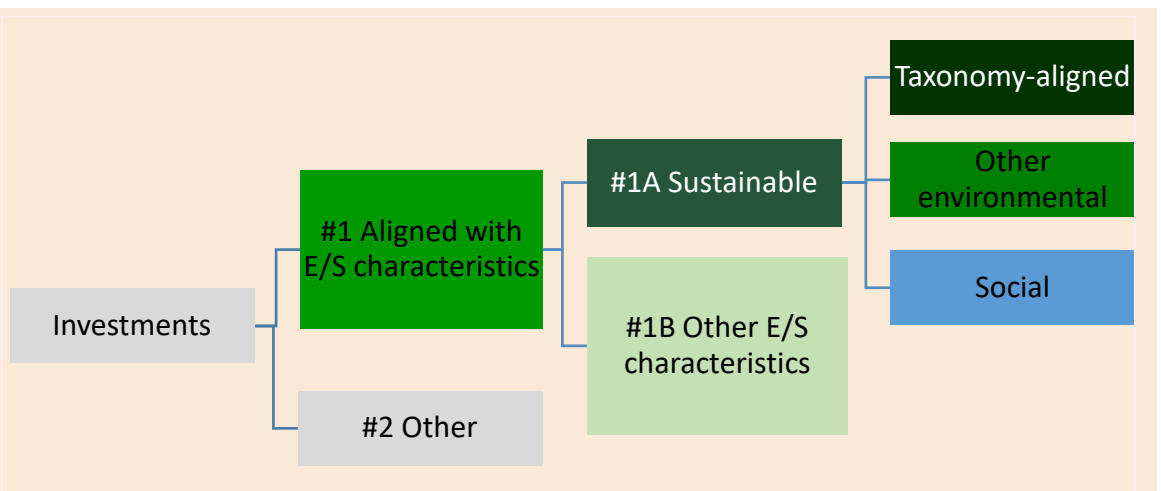 Investments
#1 Aligned with
E/S characteristics
#2 Other
#1A Sustainable
#1B Other E/S
characteristics
Taxonomy-aligned
Other
environmental
Social